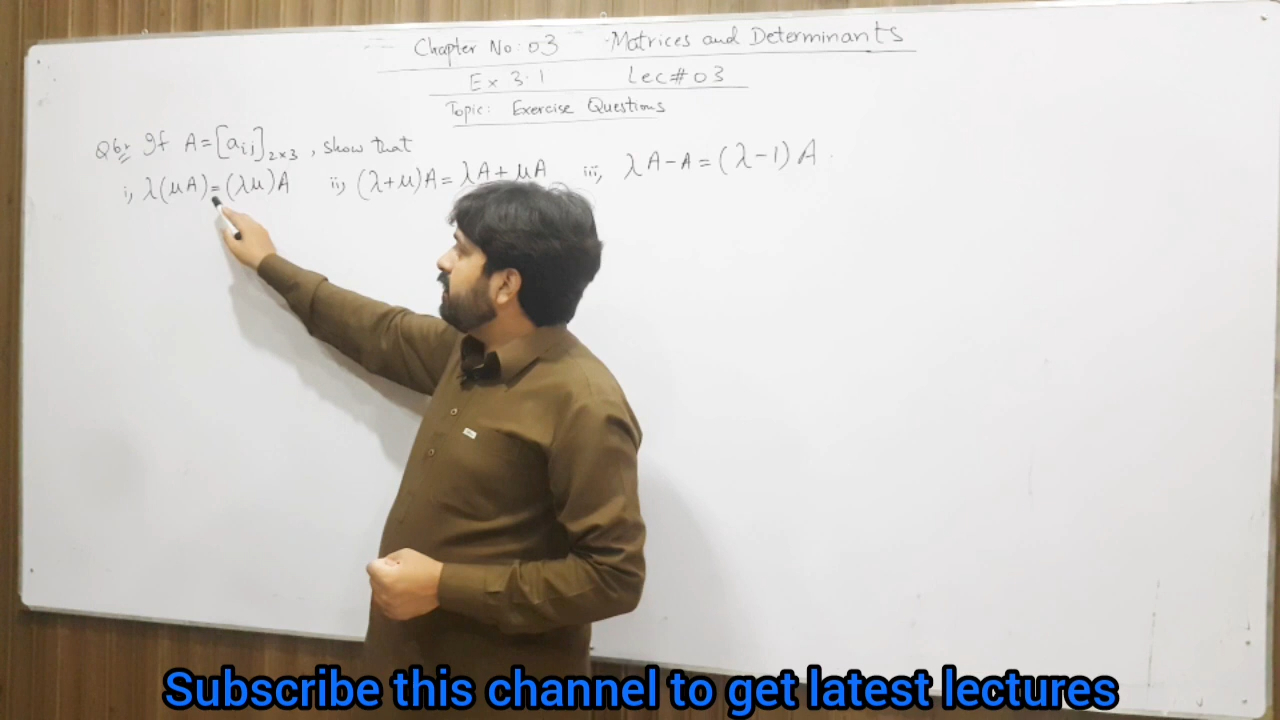 Chapter No: 03 Matrices and Determinants
Ex 3.1 Lec# 03
Topic: Exercise Questions
Q6: If A = [aij]2×3, show that
i, λ(μA) = (λμ)A ii, (λ+μ)A = λA + μA iii, λA - A = (λ-1)A.
Subscribe this channel to get latest lectures